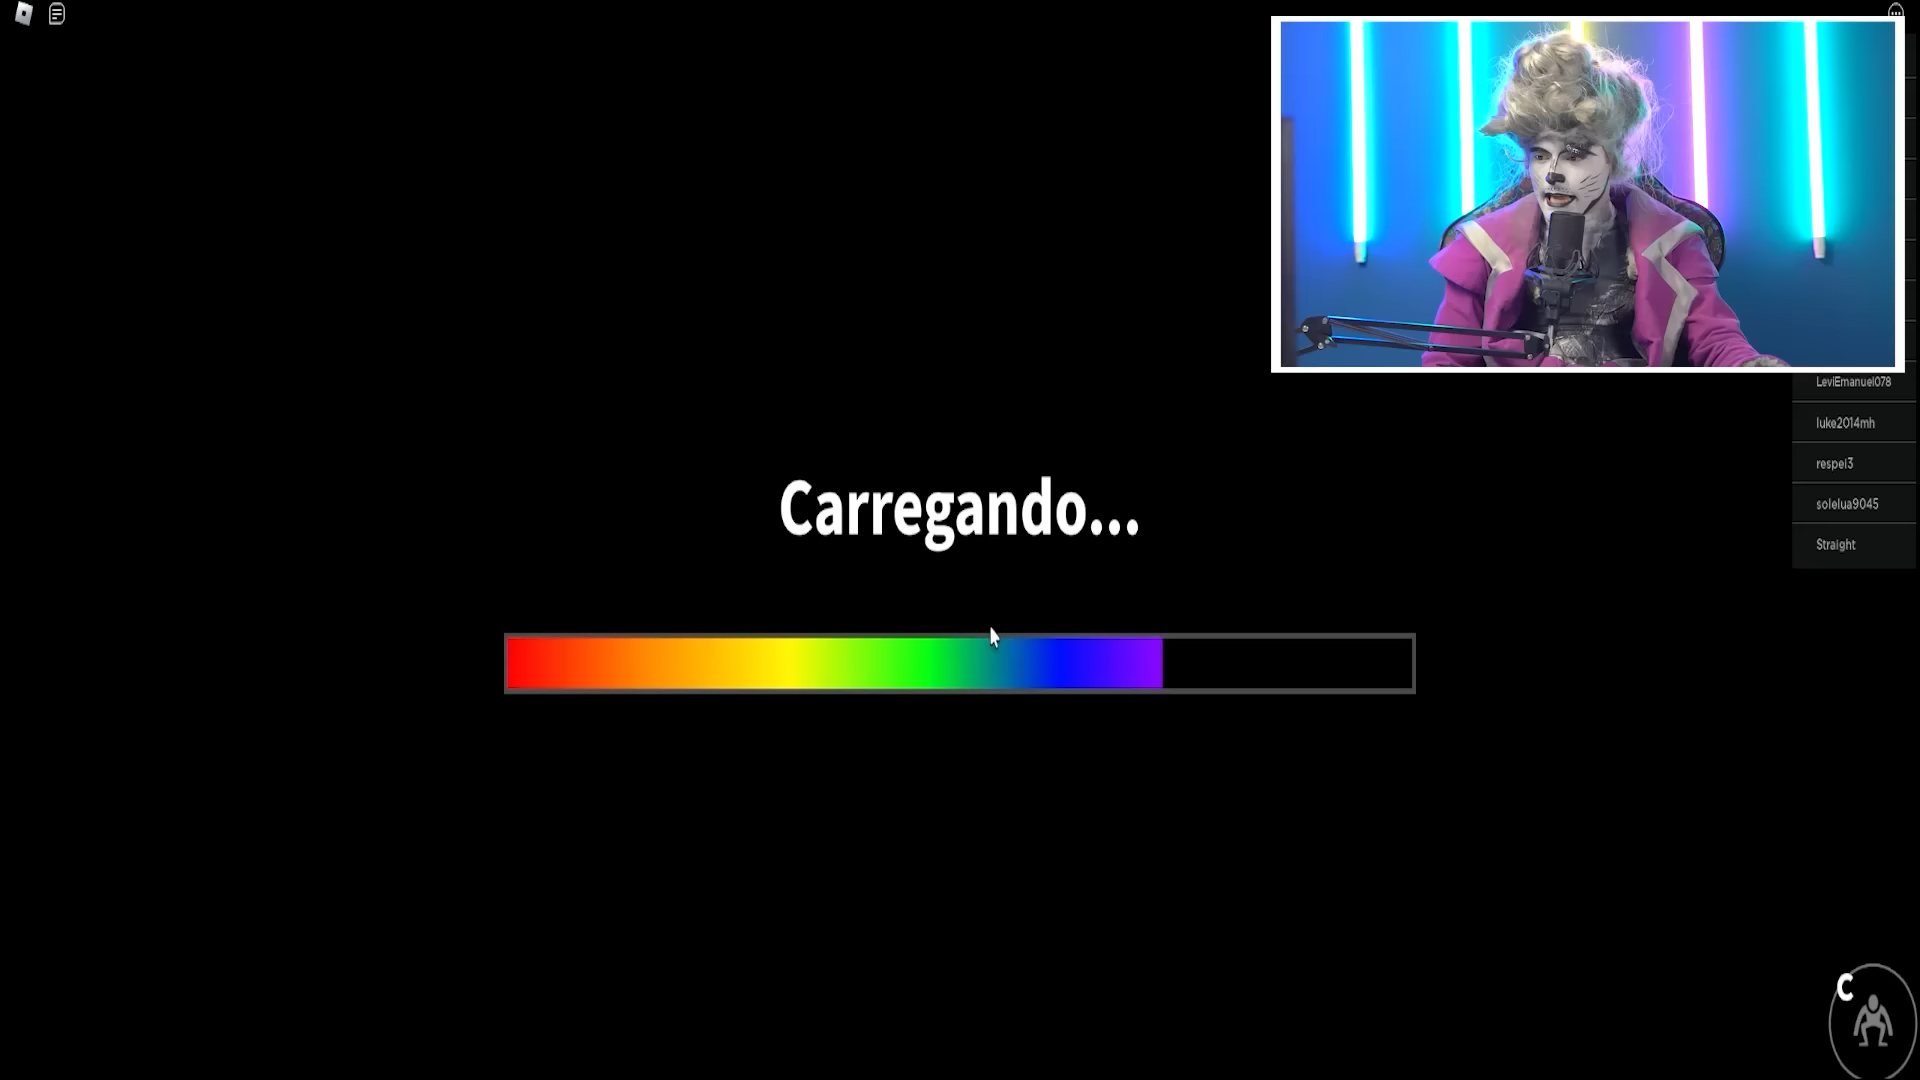 Carregando...
LeviEmanuel078
luke2014mh
respei3
solelua9045
Straight
C